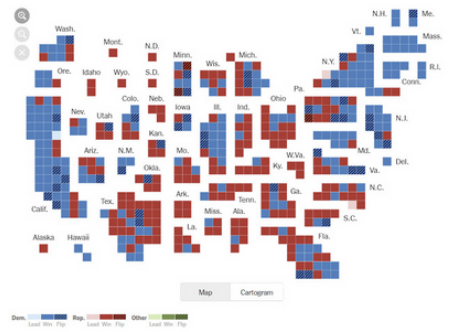 N.H.
Me.
Wash.
Vt.
Mass.
Mont.
N.D.
Minn.
Mich.
Wis.
N.Y.
R.I.
Ore.
Idaho
Wyo.
S.D.
Conn.
Pa.
Colo.
Neb.
Iowa
Ill.
Ind.
Ohio
Nev.
Utah
N.J.
Kan.
Ariz.
N.M.
Mo.
Md.
W.Va.
Del.
Okla.
Ky.
Va.
Ark.
Tenn.
Ga.
N.C.
Calif.
Tex.
Miss.
Ala.
S.C.
La.
Alaska
Hawaii
Fla.
Map
Cartogram
Dem. Lead Win Flip Rep. Lead Win Flip Other Lead Win Flip